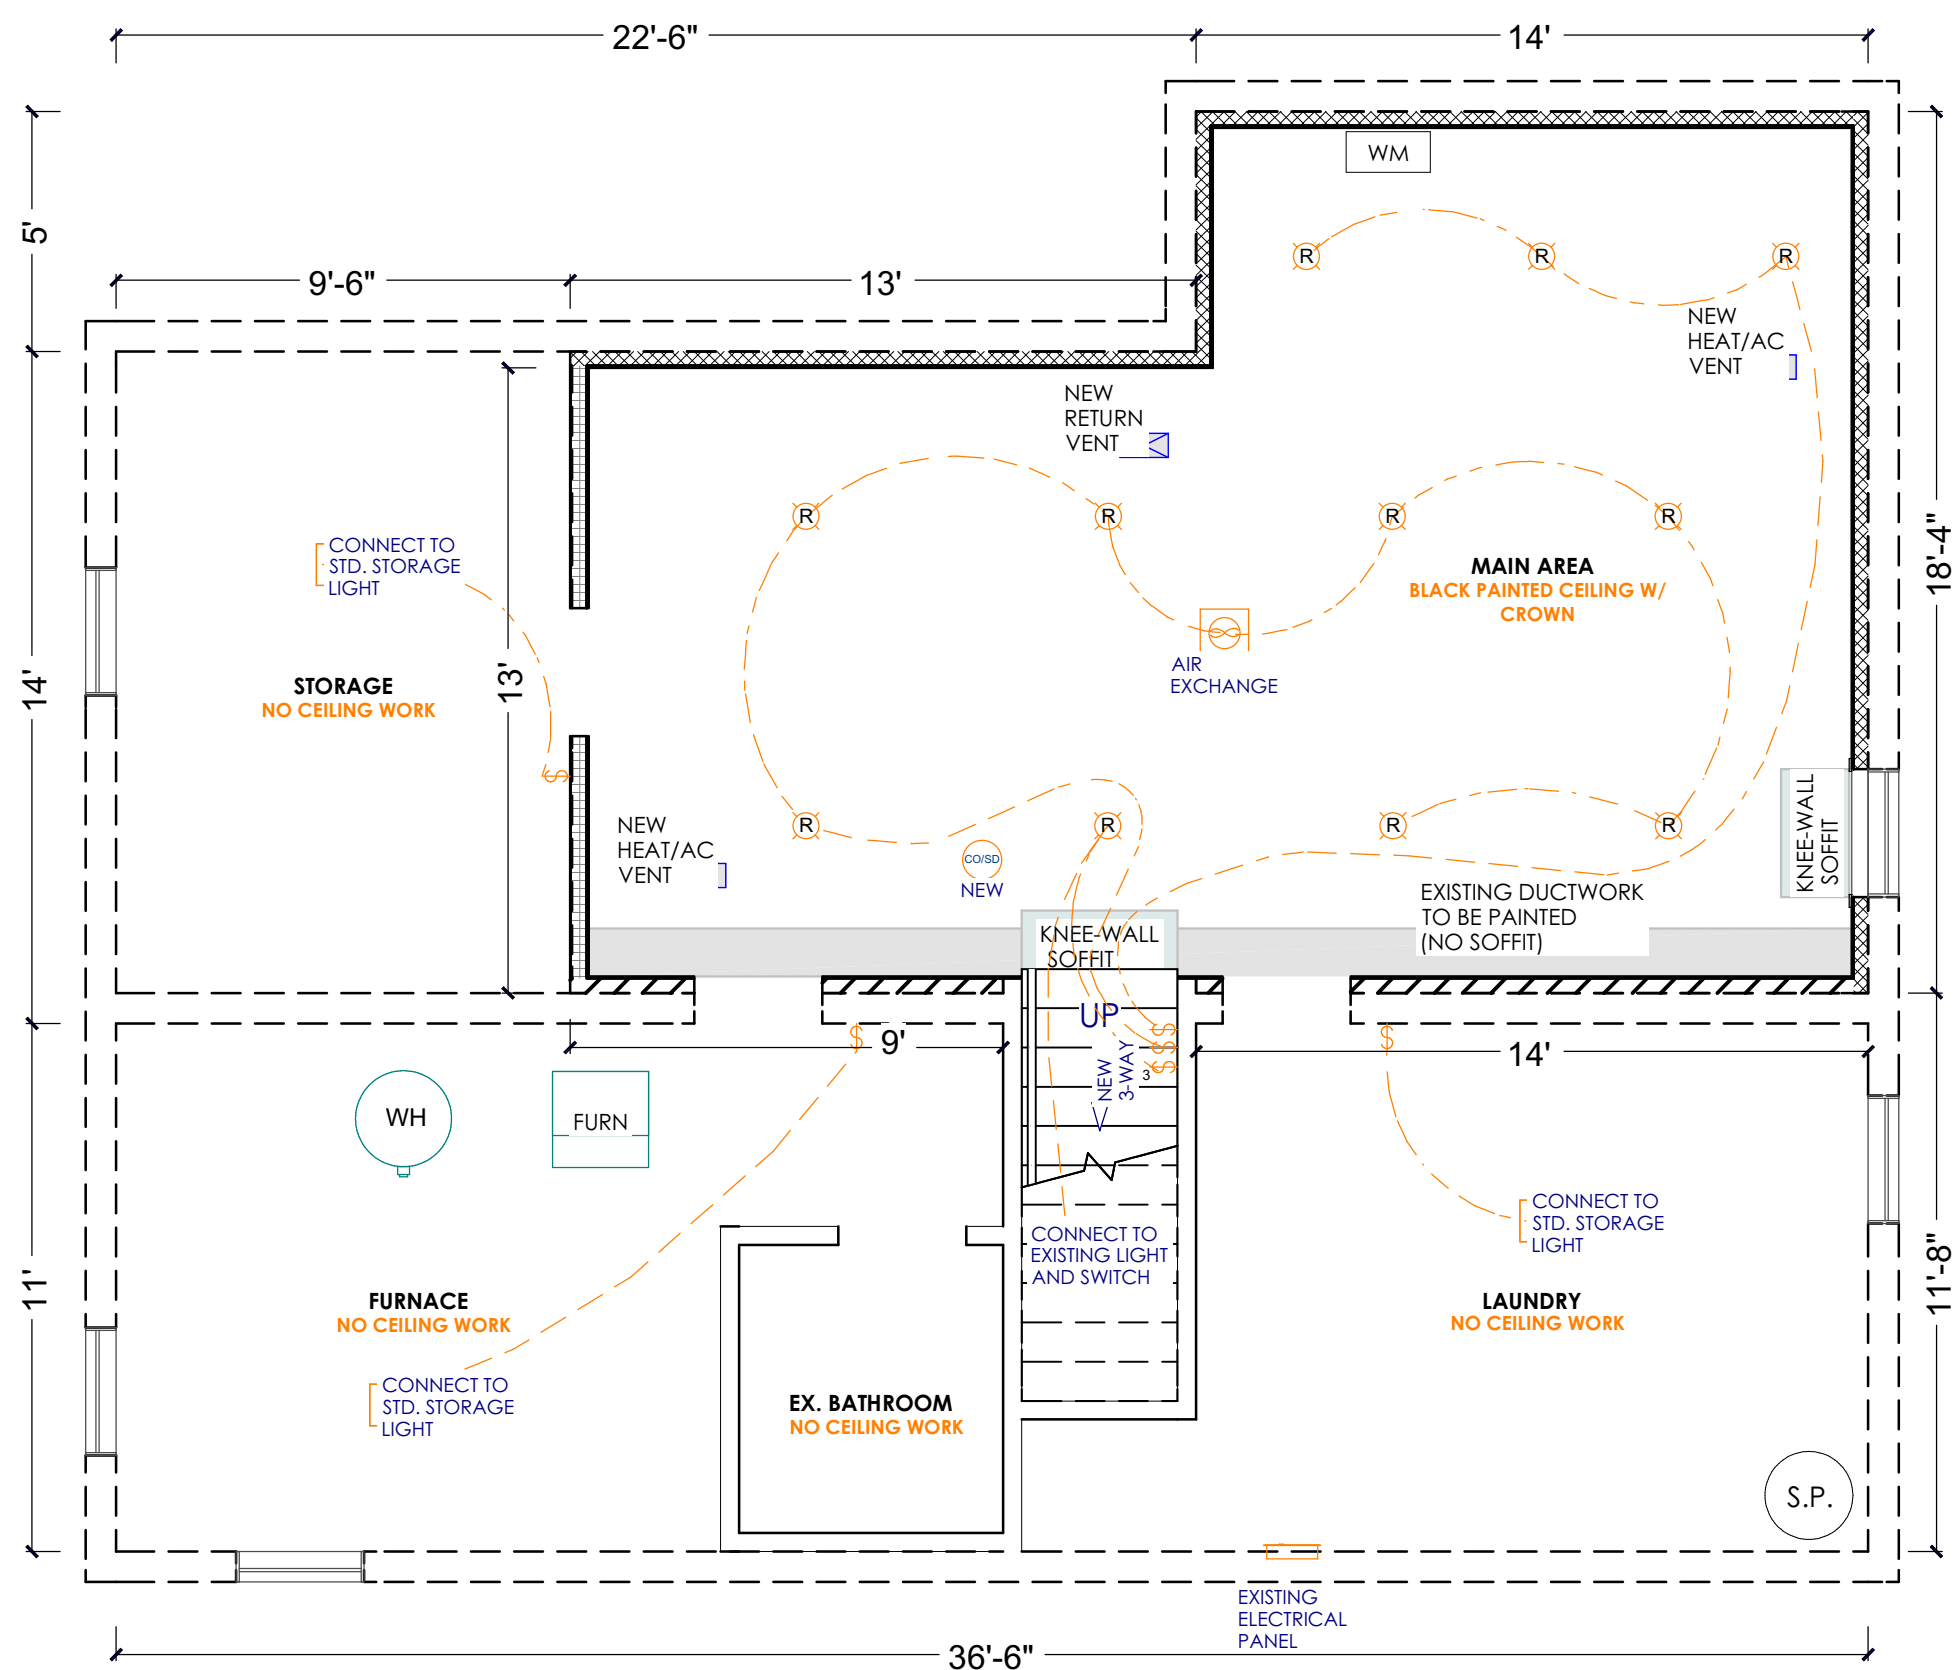 22'-6"
14'
WM
5'
R
R
R
9'-6"
13'
NEW
HEAT/AC
VENT
NEW
RETURN
VENT
R
R
R
R
18'-4"
CONNECT TO
STD. STORAGE
LIGHT
MAIN AREA
BLACK PAINTED CEILING W/
CROWN
AIR
EXCHANGE
14'
STORAGE
NO CEILING WORK
13'
$
NEW
HEAT/AC
VENT
R
R
R
R
CO/SD
NEW
KNEE-WALL
SOFFIT
EXISTING DUCTWORK
TO BE PAINTED
(NO SOFFIT)
KNEE-WALL
SOFFIT
UP
$
9'
$
$
$
$
$
$
3
NEW
3-WAY
$
14'
WH
FURN
CONNECT TO
EXISTING LIGHT
AND SWITCH
CONNECT TO
STD. STORAGE
LIGHT
11'
11'-8"
FURNACE
NO CEILING WORK
LAUNDRY
NO CEILING WORK
CONNECT TO
STD. STORAGE
LIGHT
EX. BATHROOM
NO CEILING WORK
S.P.
EXISTING
ELECTRICAL
PANEL
36'-6"